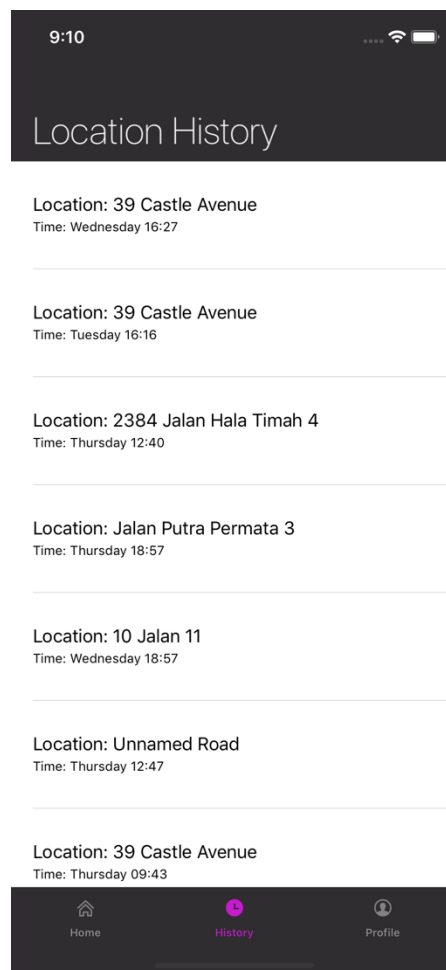 9:10
Location History
Location: 39 Castle Avenue
Time: Wednesday 16:27
Location: 39 Castle Avenue
Time: Tuesday 16:16
Location: 2384 Jalan Hala Timah 4
Time: Thursday 12:40
Location: Jalan Putra Permata 3
Time: Thursday 18:57
Location: 10 Jalan 11
Time: Wednesday 18:57
Location: Unnamed Road
Time: Thursday 12:47
Location: 39 Castle Avenue
Time: Thursday 09:43
Home History Profile